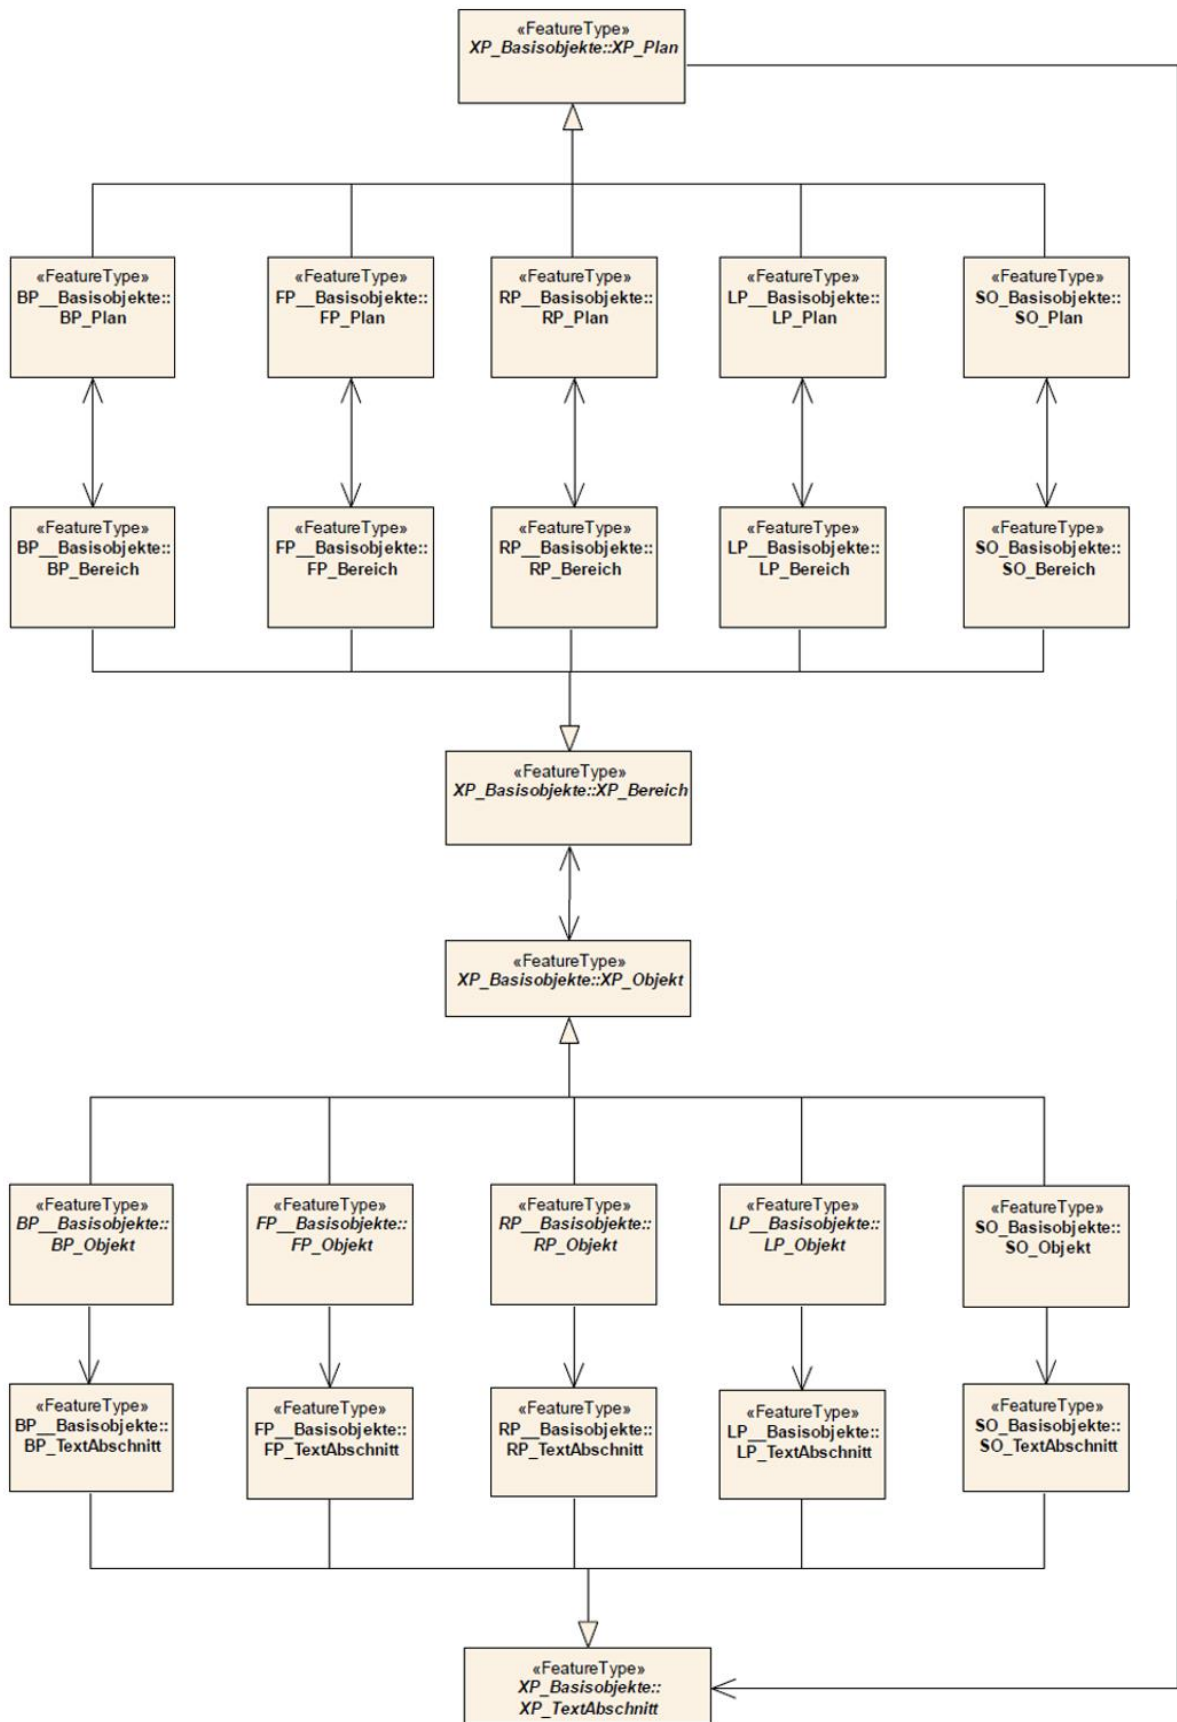 «FeatureType»
XP_Basisobjekte::XP_Plan
«FeatureType»
BP__Basisobjekte::
BP_Plan
«FeatureType»
FP__Basisobjekte::
FP_Plan
«FeatureType»
RP__Basisobjekte::
RP_Plan
«FeatureType»
LP__Basisobjekte::
LP_Plan
«FeatureType»
SO_Basisobjekte::
SO_Plan
«FeatureType»
BP__Basisobjekte::
BP_Bereich
«FeatureType»
FP__Basisobjekte::
FP_Bereich
«FeatureType»
RP__Basisobjekte::
RP_Bereich
«FeatureType»
LP__Basisobjekte::
LP_Bereich
«FeatureType»
SO_Basisobjekte::
SO_Bereich
«FeatureType»
XP_Basisobjekte::XP_Bereich
«FeatureType»
XP_Basisobjekte::XP_Objekt
«FeatureType»
BP__Basisobjekte::
BP_Objekt
«FeatureType»
FP__Basisobjekte::
FP_Objekt
«FeatureType»
RP__Basisobjekte::
RP_Objekt
«FeatureType»
LP__Basisobjekte::
LP_Objekt
«FeatureType»
SO_Basisobjekte::
SO_Objekt
«FeatureType»
BP__Basisobjekte::
BP_TextAbschnitt
«FeatureType»
FP__Basisobjekte::
FP_TextAbschnitt
«FeatureType»
RP__Basisobjekte::
RP_TextAbschnitt
«FeatureType»
LP__Basisobjekte::
LP_TextAbschnitt
«FeatureType»
SO_Basisobjekte::
SO_TextAbschnitt
«FeatureType»
XP_Basisobjekte::
XP_TextAbschnitt